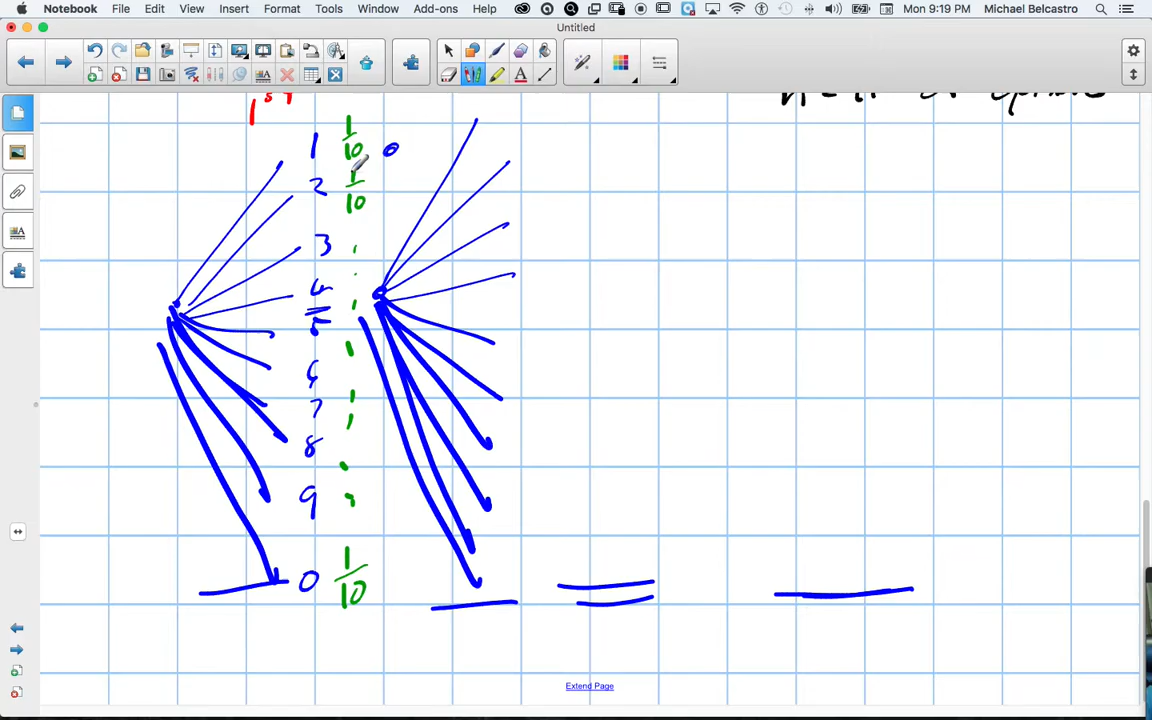 Notebook File Edit View Insert Format Tools Window Add-ons Help Mon 9:19 PM Michael Belcastro
Untitled
1st
1 1/10 0
2 1/10
3
4
5
6
7
8
9
0 1/10
Extend Page